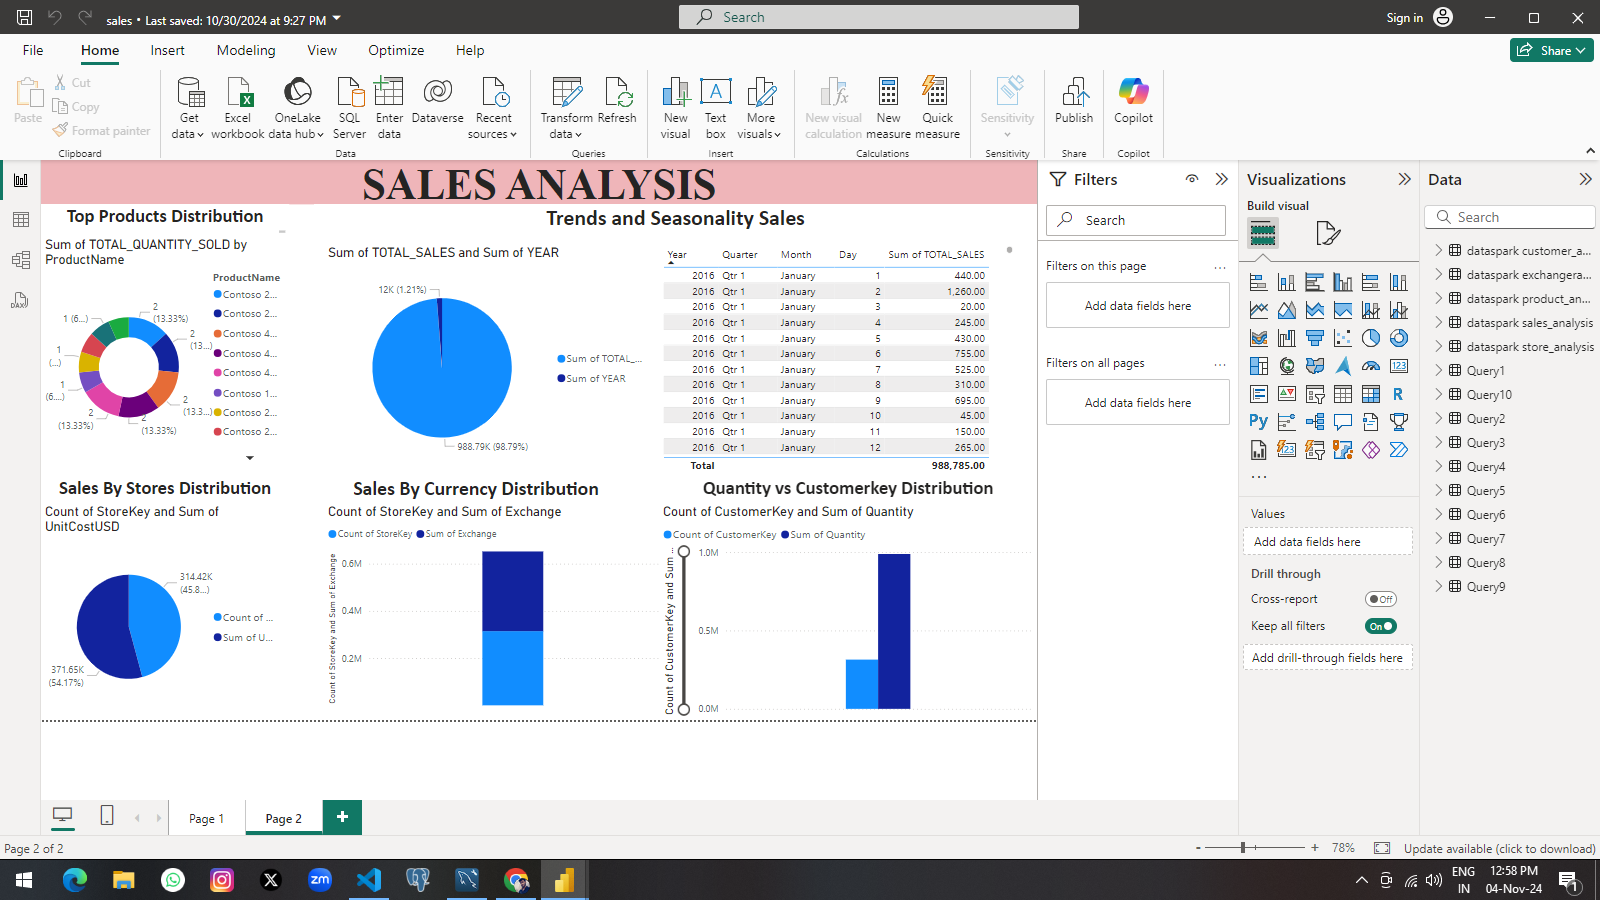 sales • Last saved: 10/30/2024 at 9:27 PM
Search
Sign in
File
Home
Insert
Modeling
View
Optimize
Help
Share
Paste
Cut
Copy
Format painter
Clipboard
Get data
Excel workbook
OneLake data hub
SQL Server
Enter data
Dataverse
Recent sources
Data
Transform data
Refresh
Queries
New visual
Text box
More visuals
Insert
New visual calculation
New measure
Quick measure
Calculations
Sensitivity
Sensitivity
Publish
Share
Copilot
Copilot
SALES ANALYSIS
Top Products Distribution
Sum of TOTAL_QUANTITY_SOLD by
ProductName
ProductName
Contoso 2...
Contoso 2...
Contoso 4...
Contoso 4...
Contoso 4...
Contoso 1...
Contoso 2...
Contoso 2...
2
(13.33%)
2
(13....)
2
(13.3...)
2
(13.33%)
2
(13.33%)
1
(6....)
1
(...)
1 (6...)
Trends and Seasonality Sales
Sum of TOTAL_SALES and Sum of YEAR
12K (1.21%)
988.79K (98.79%)
Sum of TOTAL_...
Sum of YEAR
Year Quarter Month Day Sum of TOTAL_SALES
2016 Qtr 1 January 1 440.00
2016 Qtr 1 January 2 1,260.00
2016 Qtr 1 January 3 20.00
2016 Qtr 1 January 4 245.00
2016 Qtr 1 January 5 430.00
2016 Qtr 1 January 6 755.00
2016 Qtr 1 January 7 525.00
2016 Qtr 1 January 8 310.00
2016 Qtr 1 January 9 695.00
2016 Qtr 1 January 10 45.00
2016 Qtr 1 January 11 150.00
2016 Qtr 1 January 12 265.00
Total 988,785.00
Sales By Stores Distribution
Count of StoreKey and Sum of
UnitCostUSD
314.42K
(45.8...)
371.65K
(54.17%)
Count of ...
Sum of U...
Sales By Currency Distribution
Count of StoreKey and Sum of Exchange
Count of StoreKey Sum of Exchange
Count of StoreKey and Sum of Exchange
0.6M
0.4M
0.2M
Quantity vs Customerkey Distribution
Count of CustomerKey and Sum of Quantity
Count of CustomerKey Sum of Quantity
Count of CustomerKey and Sum ...
1.0M
0.5M
0.0M
Filters
Search
Filters on this page
...
Add data fields here
Filters on all pages
...
Add data fields here
Visualizations
Build visual
123
R
Py
123
...
Values
Add data fields here
Drill through
Cross-report
Off
Keep all filters
On
Add drill-through fields here
Data
Search
dataspark customer_a...
dataspark exchangera...
dataspark product_an...
dataspark sales_analysis
dataspark store_analysis
Query1
Query10
Query2
Query3
Query4
Query5
Query6
Query7
Query8
Query9
Page 1
Page 2
+
Page 2 of 2
- + 78%
Update available (click to download)
zm
ENG
IN
12:58 PM
04-Nov-24
1